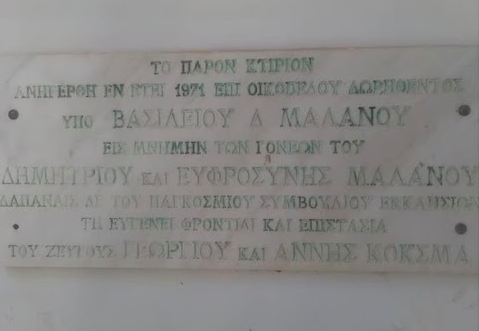 ΤΟ ΠΑΡΟΝ ΚΤΙΡΙΟΝ
ΑΝΗΓΕΡΘΗ ΕΝ ΕΤΕΙ 1971 ΕΠΙ ΟΙΚΟΠΕΔΟΥ ΔΩΡΗΘΕΝΤΟΣ
ΥΠΟ ΒΑΣΙΛΕΙΟΥ Δ ΜΑΛΑΝΟΥ
ΕΙΣ ΜΝΗΜΗΝ ΤΩΝ ΓΟΝΕΩΝ ΤΟΥ
ΔΗΜΗΤΡΙΟΥ ΚΑΙ ΕΥΦΡΟΣΥΝΗΣ ΜΑΛΑΝΟΥ
ΔΑΠΑΝΑΙΣ ΔΕ ΤΟΥ ΠΑΓΚΟΣΜΙΟΥ ΣΥΜΒΟΥΛΙΟΥ ΕΚΚΛΗΣΙΩΝ
ΤΗ ΕΥΓΕΝΕΙ ΦΡΟΝΤΙΔΙ ΚΑΙ ΕΠΙΣΤΑΣΙΑ
ΤΟΥ ΖΕΥΓΟΥΣ ΓΕΩΡΓΙΟΥ ΚΑΙ ΑΝΝΗΣ ΚΟΚΣΜΑ